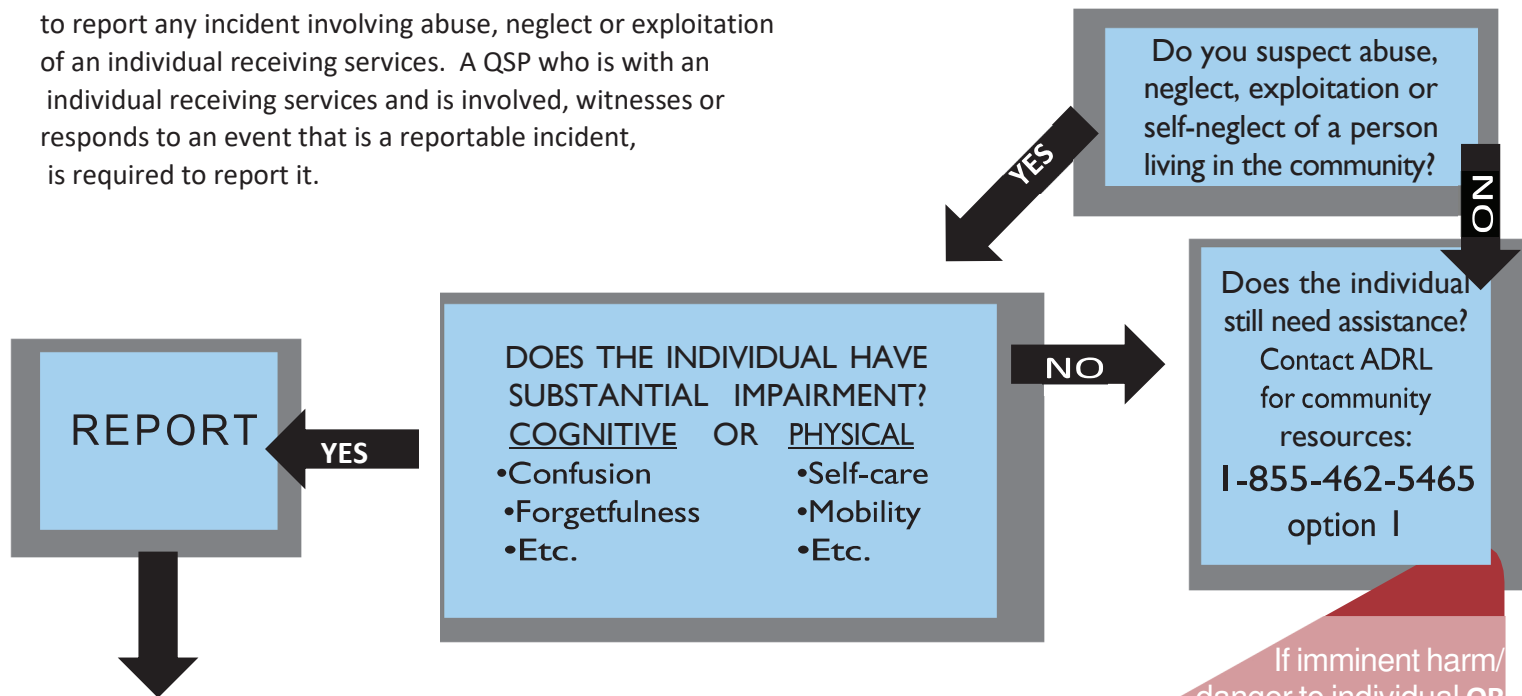 to report any incident involving abuse, neglect or exploitation
of an individual receiving services. A QSP who is with an
individual receiving services and is involved, witnesses or
responds to an event that is a reportable incident,
is required to report it.
Do you suspect abuse,
neglect, exploitation or
self-neglect of a person
living in the community?
YES
NO
DOES THE INDIVIDUAL HAVE
SUBSTANTIAL IMPAIRMENT?
COGNITIVE OR PHYSICAL
•Confusion •Self-care
•Forgetfulness •Mobility
•Etc. •Etc.
NO
Does the individual
still need assistance?
Contact ADRL
for community
resources:
1-855-462-5465
option 1
YES
REPORT
If imminent harm/
danger to individual OR